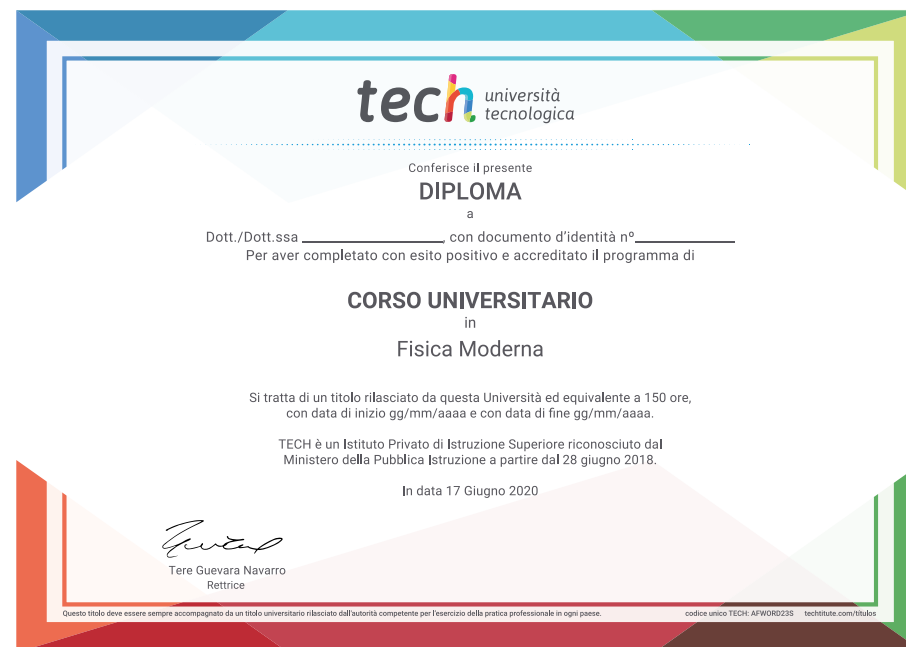 tech università
tecnologica
Conferisce il presente
DIPLOMA
a
Dott./Dott.ssa ____________________, con documento d'identità nº______________
Per aver completato con esito positivo e accreditato il programma di
CORSO UNIVERSITARIO
in
Fisica Moderna
Si tratta di un titolo rilasciato da questa Università ed equivalente a 150 ore,
con data di inizio gg/mm/aaaa e con data di fine gg/mm/aaaa.
TECH è un Istituto Privato di Istruzione Superiore riconosciuto dal
Ministero della Pubblica Istruzione a partire dal 28 giugno 2018.
In data 17 Giugno 2020
Tere Guevara Navarro
Rettrice
Questo titolo deve essere sempre accompagnato da un titolo universitario rilasciato dall'autorità competente per l'esercizio della pratica professionale in ogni paese. codice unico TECH: AFWORD23S techtitute.com/titulos